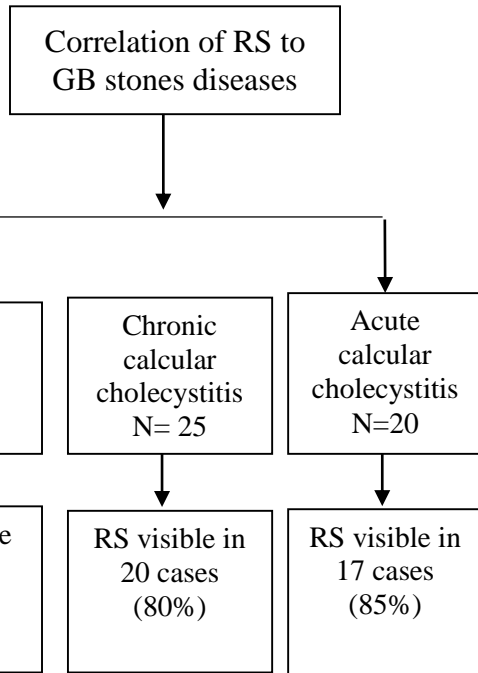 Correlation of RS to
GB stones diseases
Chronic
calcular
cholecystitis
N= 25
Acute
calcular
cholecystitis
N=20
e
RS visible in
20 cases
(80%)
RS visible in
17 cases
(85%)